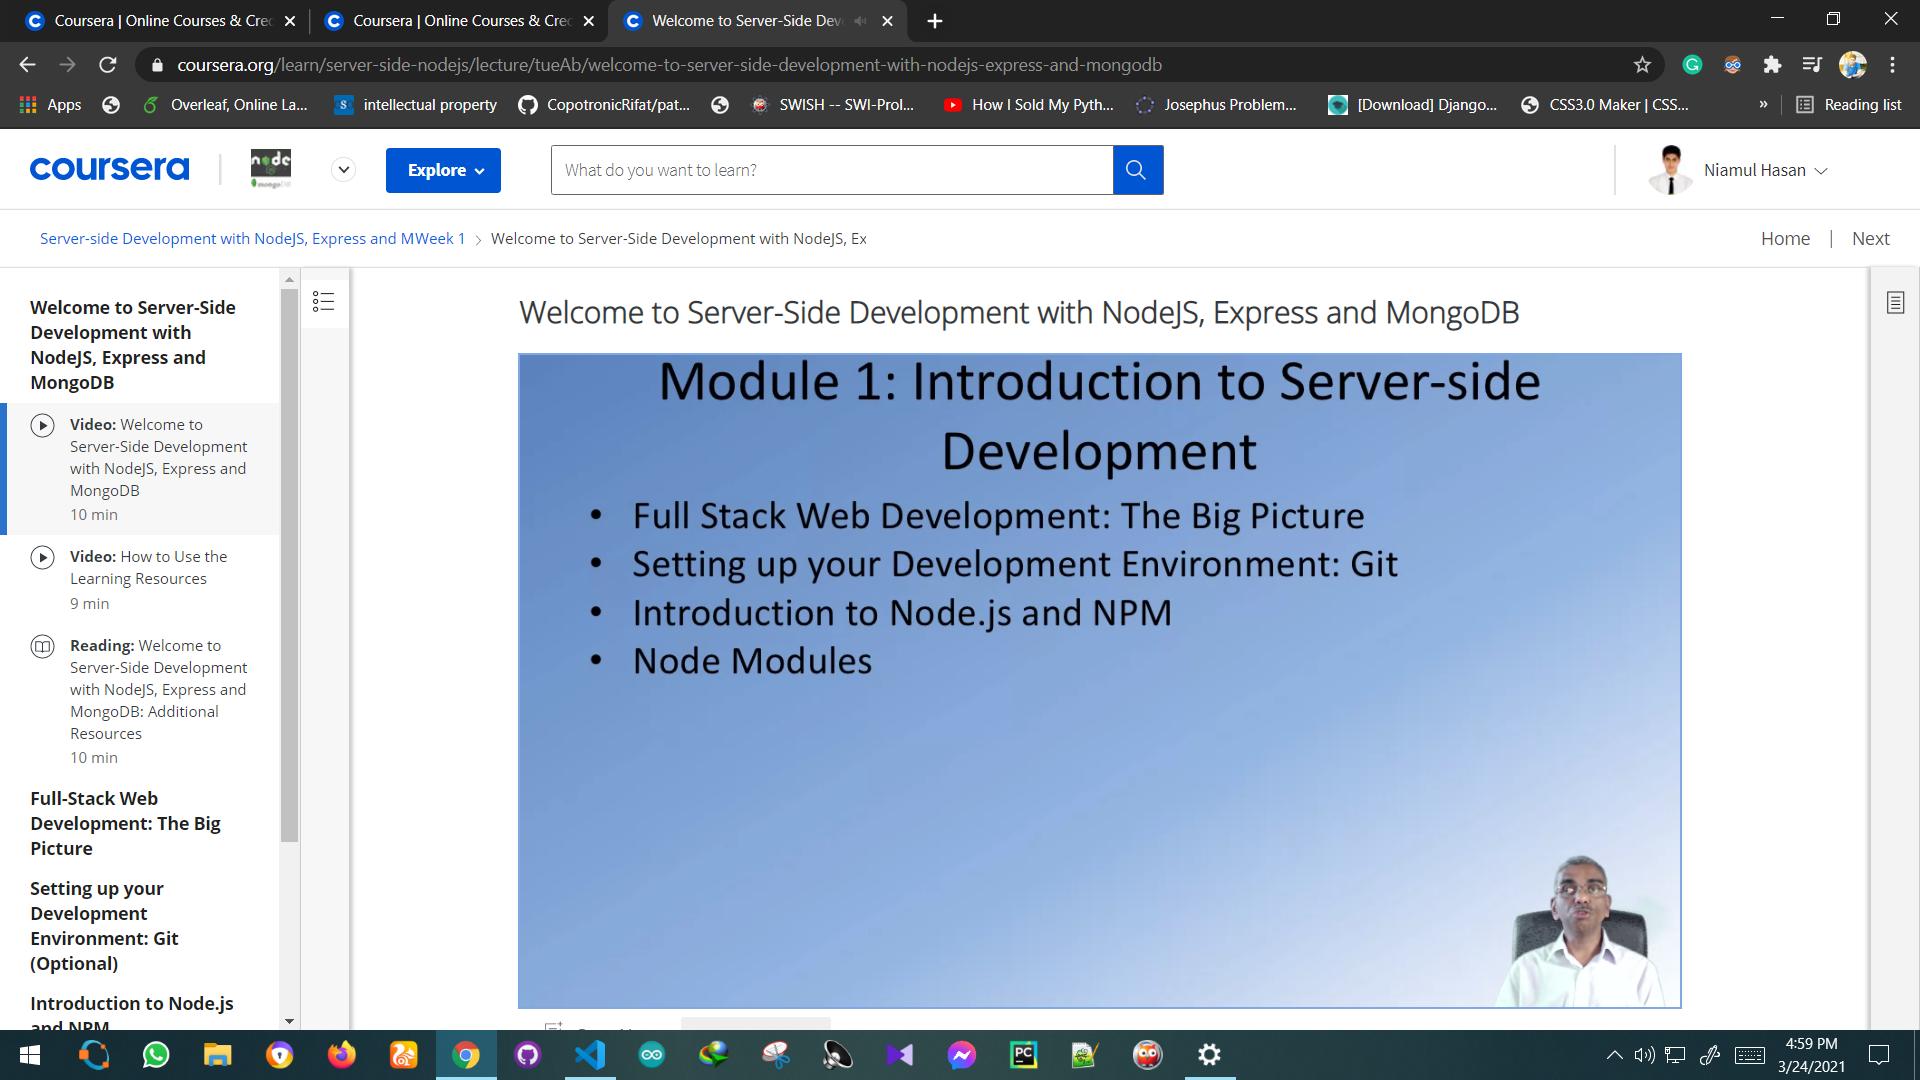 Coursera | Online Courses & Cre
Coursera | Online Courses & Cre
Welcome to Server-Side Dev
coursera.org/learn/server-side-nodejs/lecture/tueAb/welcome-to-server-side-development-with-nodejs-express-and-mongodb
Apps
Overleaf, Online La...
intellectual property
CopotronicRifat/pat...
SWISH -- SWI-Prol...
How I Sold My Pyth...
Josephus Problem...
[Download] Django...
CSS3.0 Maker | CSS...
»
Reading list
coursera
node
mongoDB
Explore
What do you want to learn?
Niamul Hasan
Server-side Development with NodeJS, Express and MWeek 1 > Welcome to Server-Side Development with NodeJS, Ex
Home | Next
Welcome to Server-Side
Development with
NodeJS, Express and
MongoDB
Video: Welcome to
Server-Side Development
with NodeJS, Express and
MongoDB
10 min
Video: How to Use the
Learning Resources
9 min
Reading: Welcome to
Server-Side Development
with NodeJS, Express and
MongoDB: Additional
Resources
10 min
Full-Stack Web
Development: The Big
Picture
Setting up your
Development
Environment: Git
(Optional)
Introduction to Node.js
and NPM
Welcome to Server-Side Development with NodeJS, Express and MongoDB
Module 1: Introduction to Server-side
Development
• Full Stack Web Development: The Big Picture
• Setting up your Development Environment: Git
• Introduction to Node.js and NPM
• Node Modules
PC
4:59 PM
3/24/2021